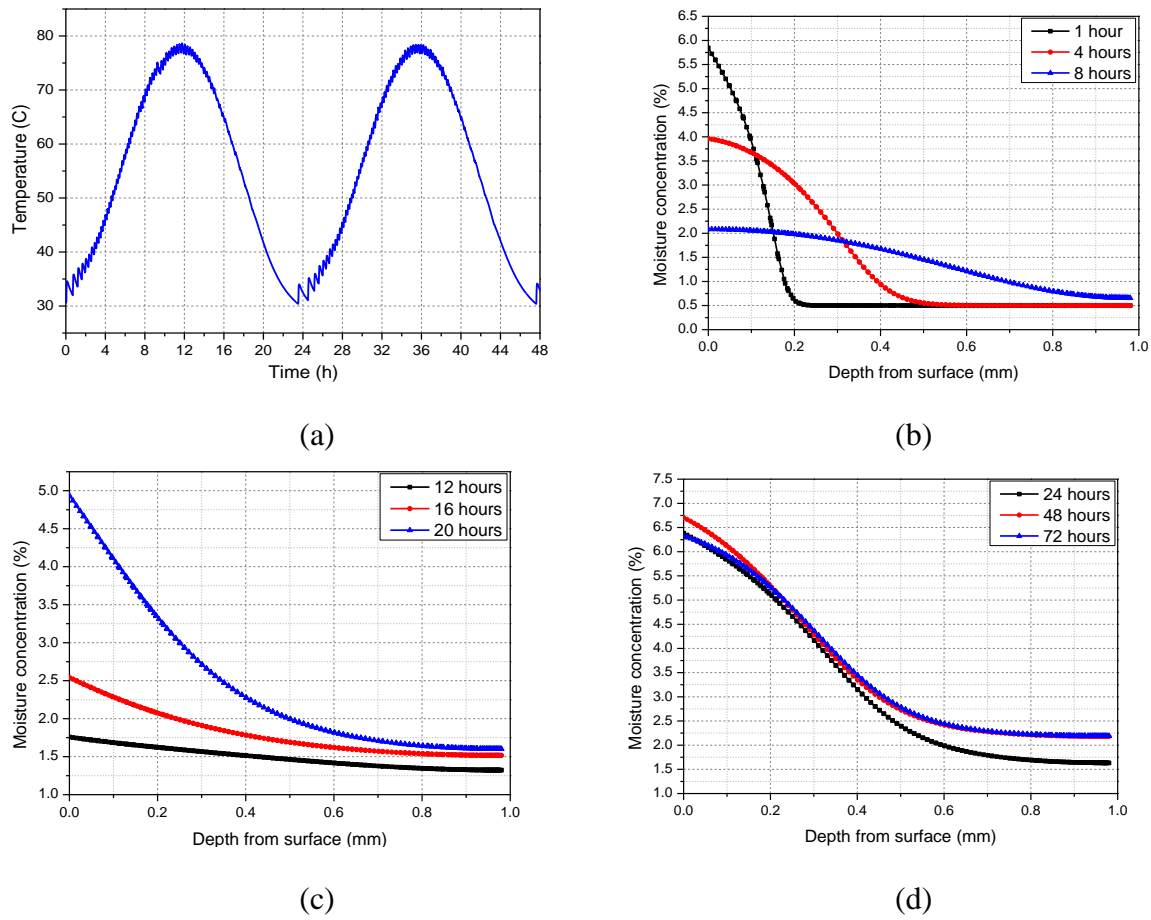 80
70
60
50
40
30
0 4 8 12 16 20 24 28 32 36 40 44 48
Temperature (C)
Time (h)
(a)
6.5
6.0
5.5
5.0
4.5
4.0
3.5
3.0
2.5
2.0
1.5
1.0
0.5
0.0
0.0 0.2 0.4 0.6 0.8 1.0
Moisture concentration (%)
Depth from surface (mm)
1 hour
4 hours
8 hours
(b)
5.0
4.5
4.0
3.5
3.0
2.5
2.0
1.5
1.0
0.0 0.2 0.4 0.6 0.8 1.0
Moisture concentration (%)
Depth from surface (mm)
12 hours
16 hours
20 hours
(c)
7.5
7.0
6.5
6.0
5.5
5.0
4.5
4.0
3.5
3.0
2.5
2.0
1.5
1.0
0.0 0.2 0.4 0.6 0.8 1.0
Moisture concentration (%)
Depth from surface (mm)
24 hours
48 hours
72 hours
(d)